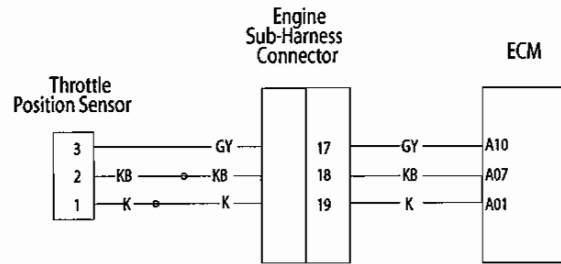 Engine
Sub-Harness
Connector
ECM
Throttle
Position Sensor
3 GY 17 GY A10
2 KB KB 18 KB A07
1 K K 19 K A01